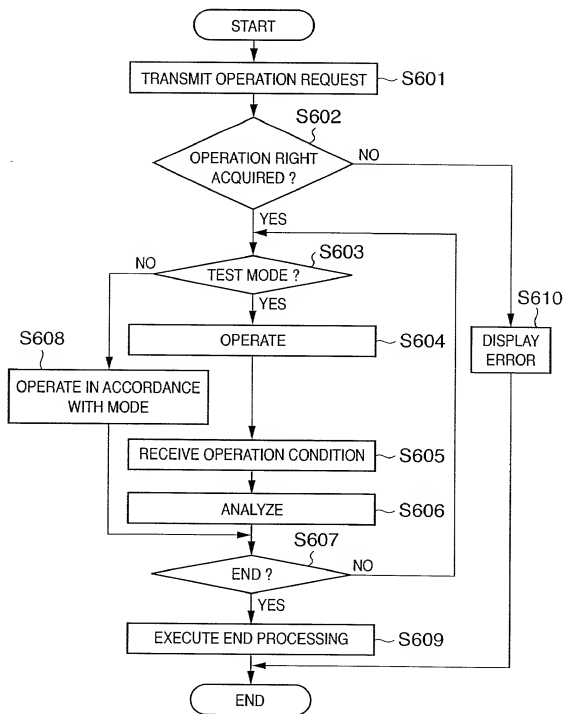 START
TRANSMIT OPERATION REQUEST
S601
S602
OPERATION RIGHT
ACQUIRED ?
NO
YES
S603
NO
TEST MODE ?
YES
S610
DISPLAY
ERROR
OPERATE
S604
S608
OPERATE IN ACCORDANCE
WITH MODE
RECEIVE OPERATION CONDITION
S605
ANALYZE
S606
S607
END ?
NO
YES
EXECUTE END PROCESSING
S609
END